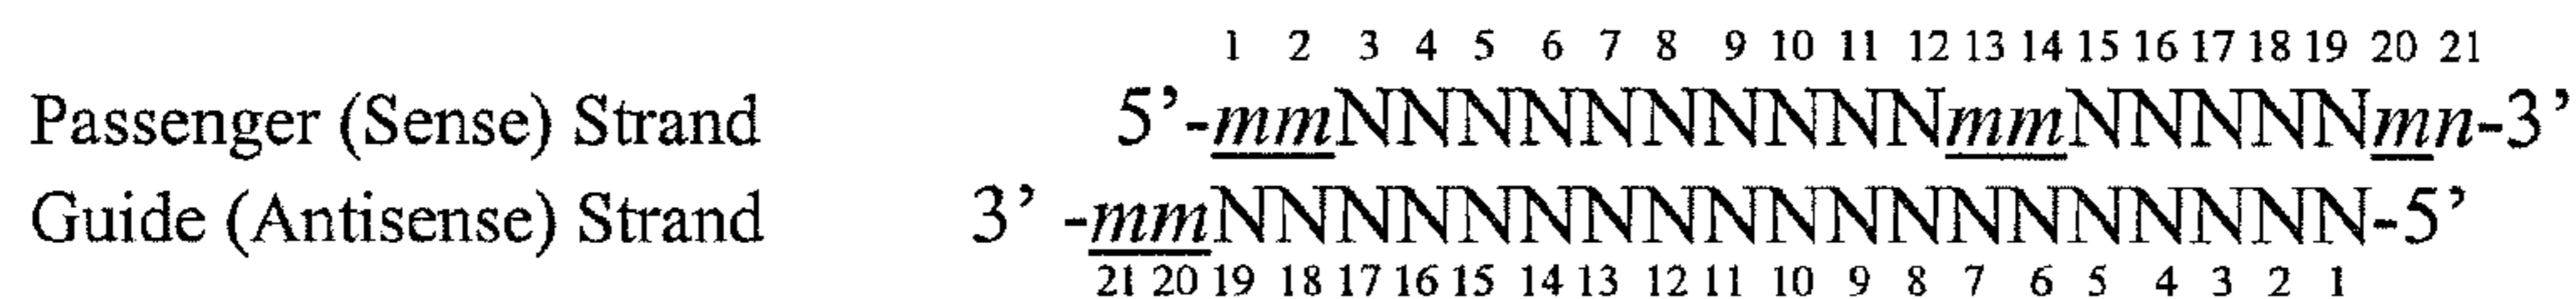 1 2 3 4 5 6 7 8 9 10 11 12 13 14 15 16 17 18 19 20 21
Passenger (Sense) Strand 5’-mmNNNNNNNNNNmmNNNNNmn-3’
Guide (Antisense) Strand 3’ -mmNNNNNNNNNNNNNNNNNNN-5’
21 20 19 18 17 16 15 14 13 12 11 10 9 8 7 6 5 4 3 2 1